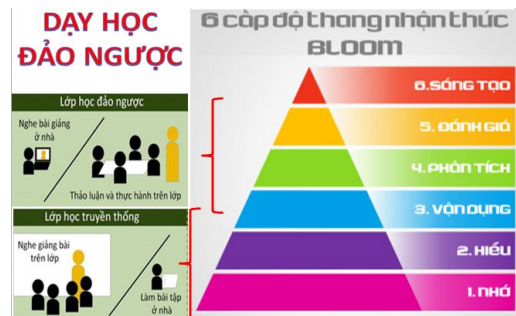 DẠY HỌC
ĐẢO NGƯỢC
Lớp học đảo ngược
Nghe bài giảng
ở nhà
Thảo luận và thực hành trên lớp
Lớp học truyền thống
Nghe giảng bài
trên lớp
Làm bài tập
ở nhà
6 cấp độ thang nhận thức
BLOOM
6.SÁNG TẠO
5. ĐÁNH GIÁ
4. PHÂN TÍCH
3. VẬN DỤNG
2. HIỂU
1. NHỚ